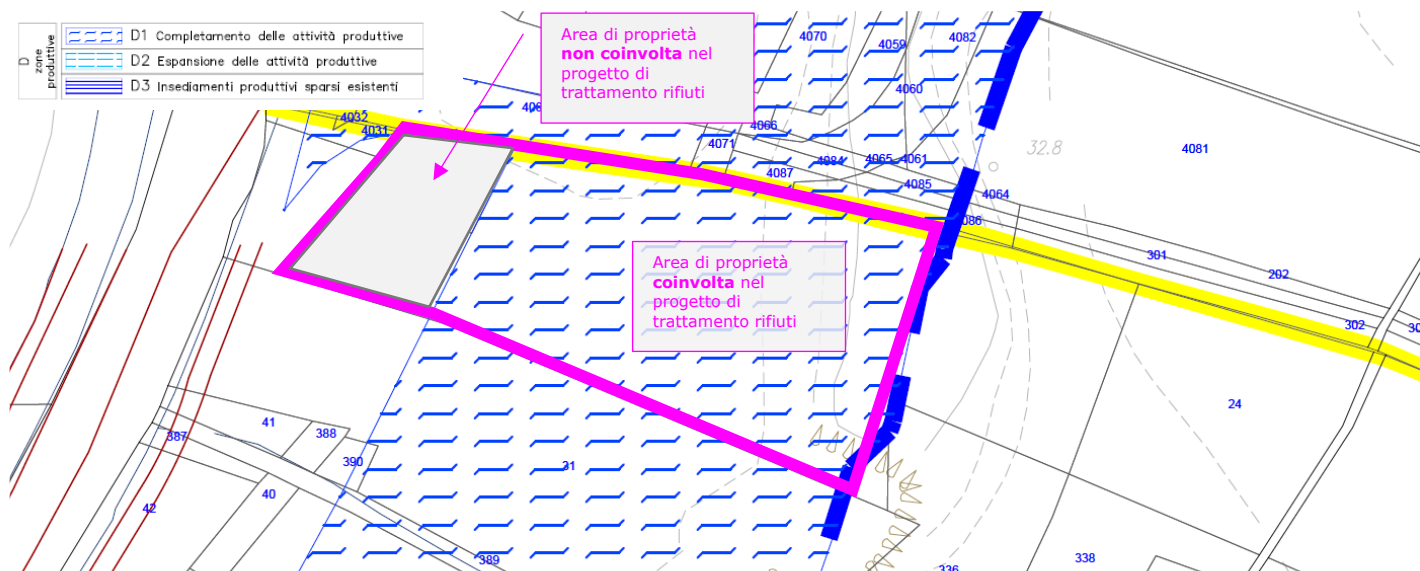 D
zone
produttive
D1 Completamento delle attività produttive
D2 Espansione delle attività produttive
D3 Insediamenti produttivi sparsi esistenti
Area di proprietà
non coinvolta nel
progetto di
trattamento rifiuti
4070
4059
4082
4060
4032
4031
4066
4071
4084
4065
4061
4087
4085
4064
32.8
4081
301
202
302
Area di proprietà
coinvolta nel
progetto di
trattamento rifiuti
24
41
388
387
390
31
40
42
389
338
336